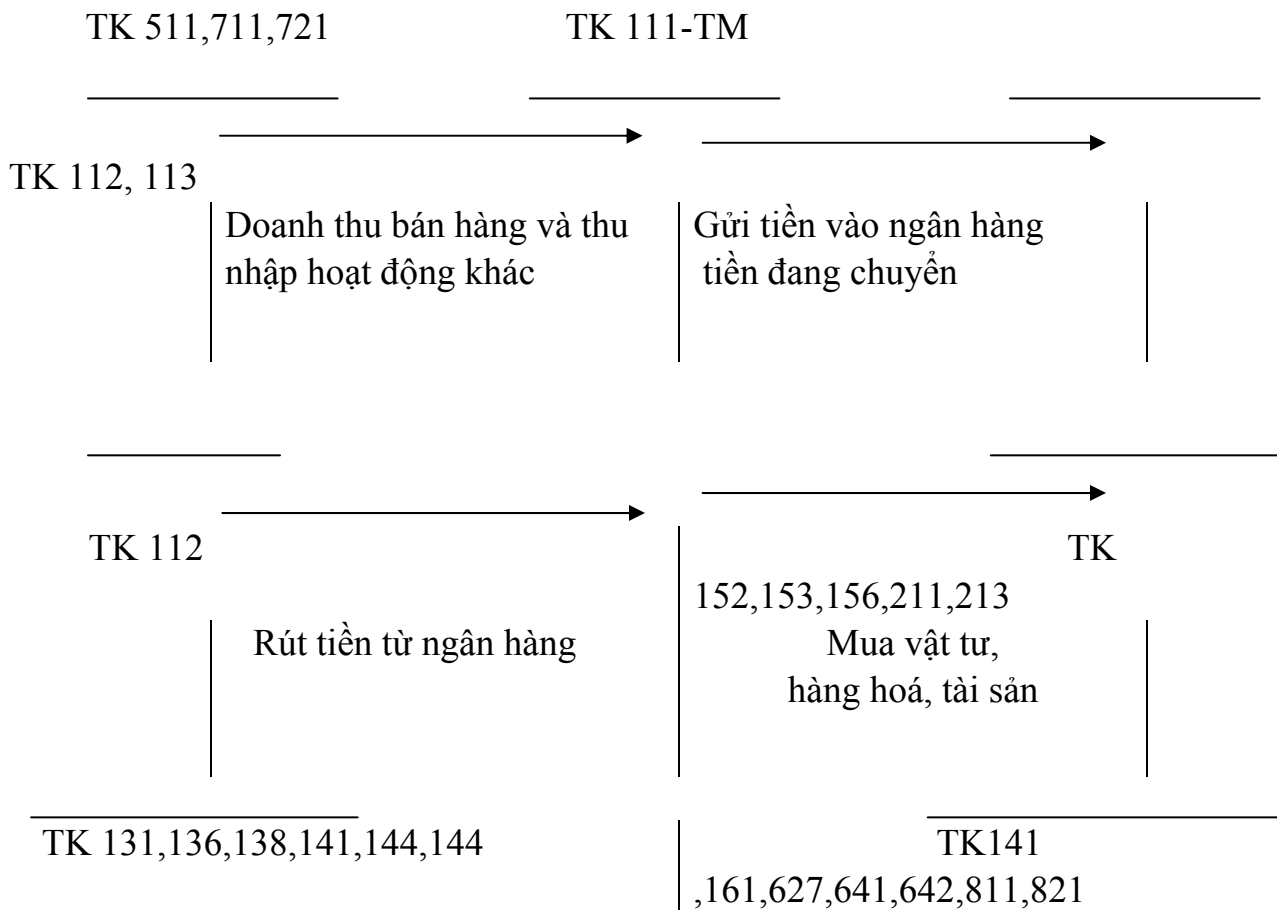 TK 511,711,721 TK 111-TM
TK 112, 113
Doanh thu bán hàng và thu
nhập hoạt động khác
Gửi tiền vào ngân hàng
tiền đang chuyển
TK 112 TK
152,153,156,211,213
Rút tiền từ ngân hàng
Mua vật tư,
hàng hoá, tài sản
TK 131,136,138,141,144,144
TK141
,161,627,641,642,811,821